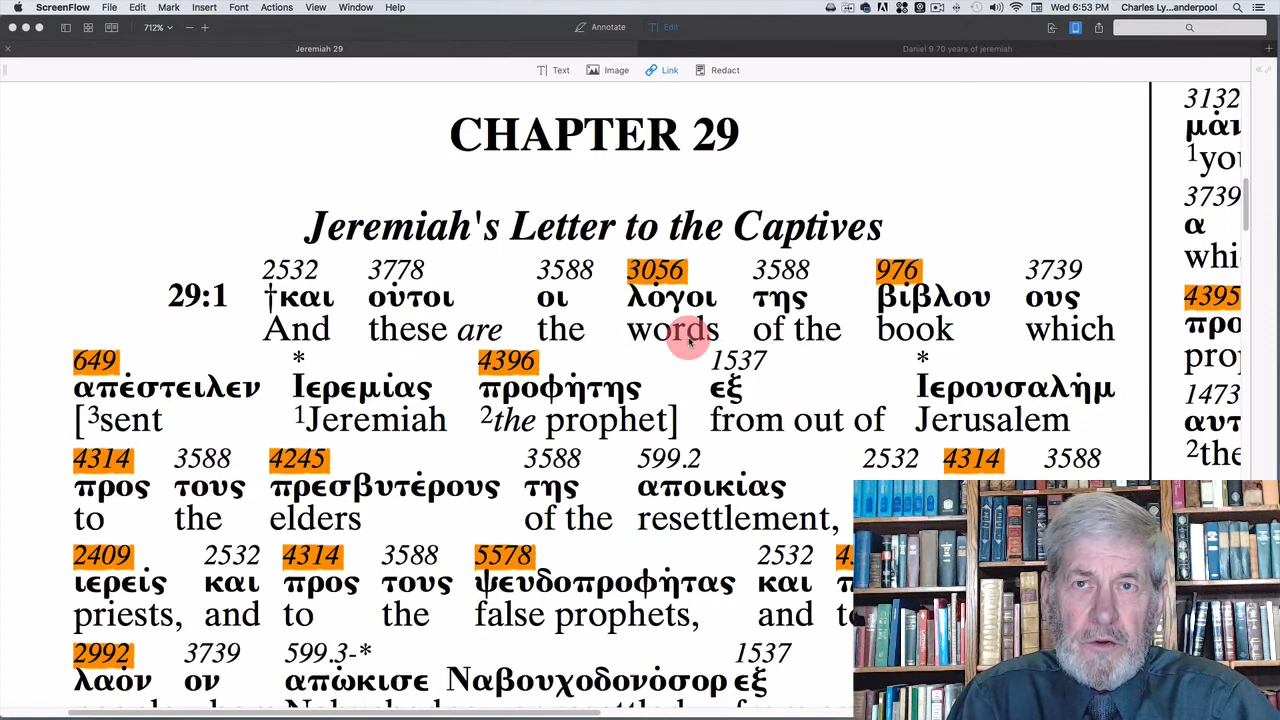 ScreenFlow File Edit Mark Insert Font Actions View Window Help Wed 6:53 PM Charles Ly...anderpool
712% Annotate Edit
Jeremiah 29 Daniel 9 70 years of jeremiah
Text Image Link Redact
CHAPTER 29
Jeremiah's Letter to the Captives
2532 3778 3588 3056 3588 976 3739
29:1 †και ούτοι οι λόγοι της βίβλου ους
And these are the words of the book which
649 * 4396 1537 *
απέστειλεν Ιερεμίας προφήτης εξ Ιερουσαλήμ
[3sent 1Jeremiah 2the prophet] from out of Jerusalem
4314 3588 4245 3588 599.2 2532 4314 3588
προς τους πρεσβυτέρους της αποικίας
to the elders of the resettlement,
2409 2532 4314 3588 5578 2532
ιερείς και προς τους ψευδοπροφήτας και
priests, and to the false prophets, and
2992 3739 599.3-* 1537
λαόν ον απώκισε Ναβουχοδονόσορ εξ
3132
1you
3739
α
4395
1473
2the